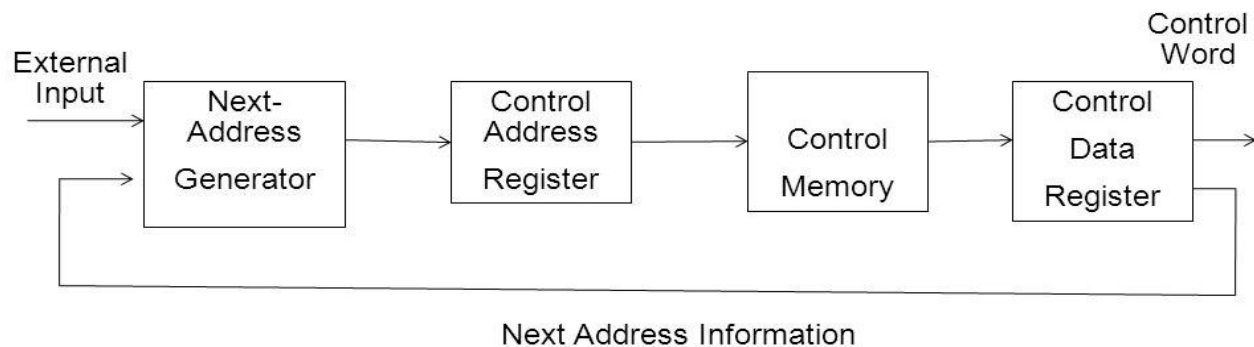 External
Input
Next-
Address
Generator
Control
Address
Register
Control
Memory
Control
Data
Register
Control
Word
Next Address Information